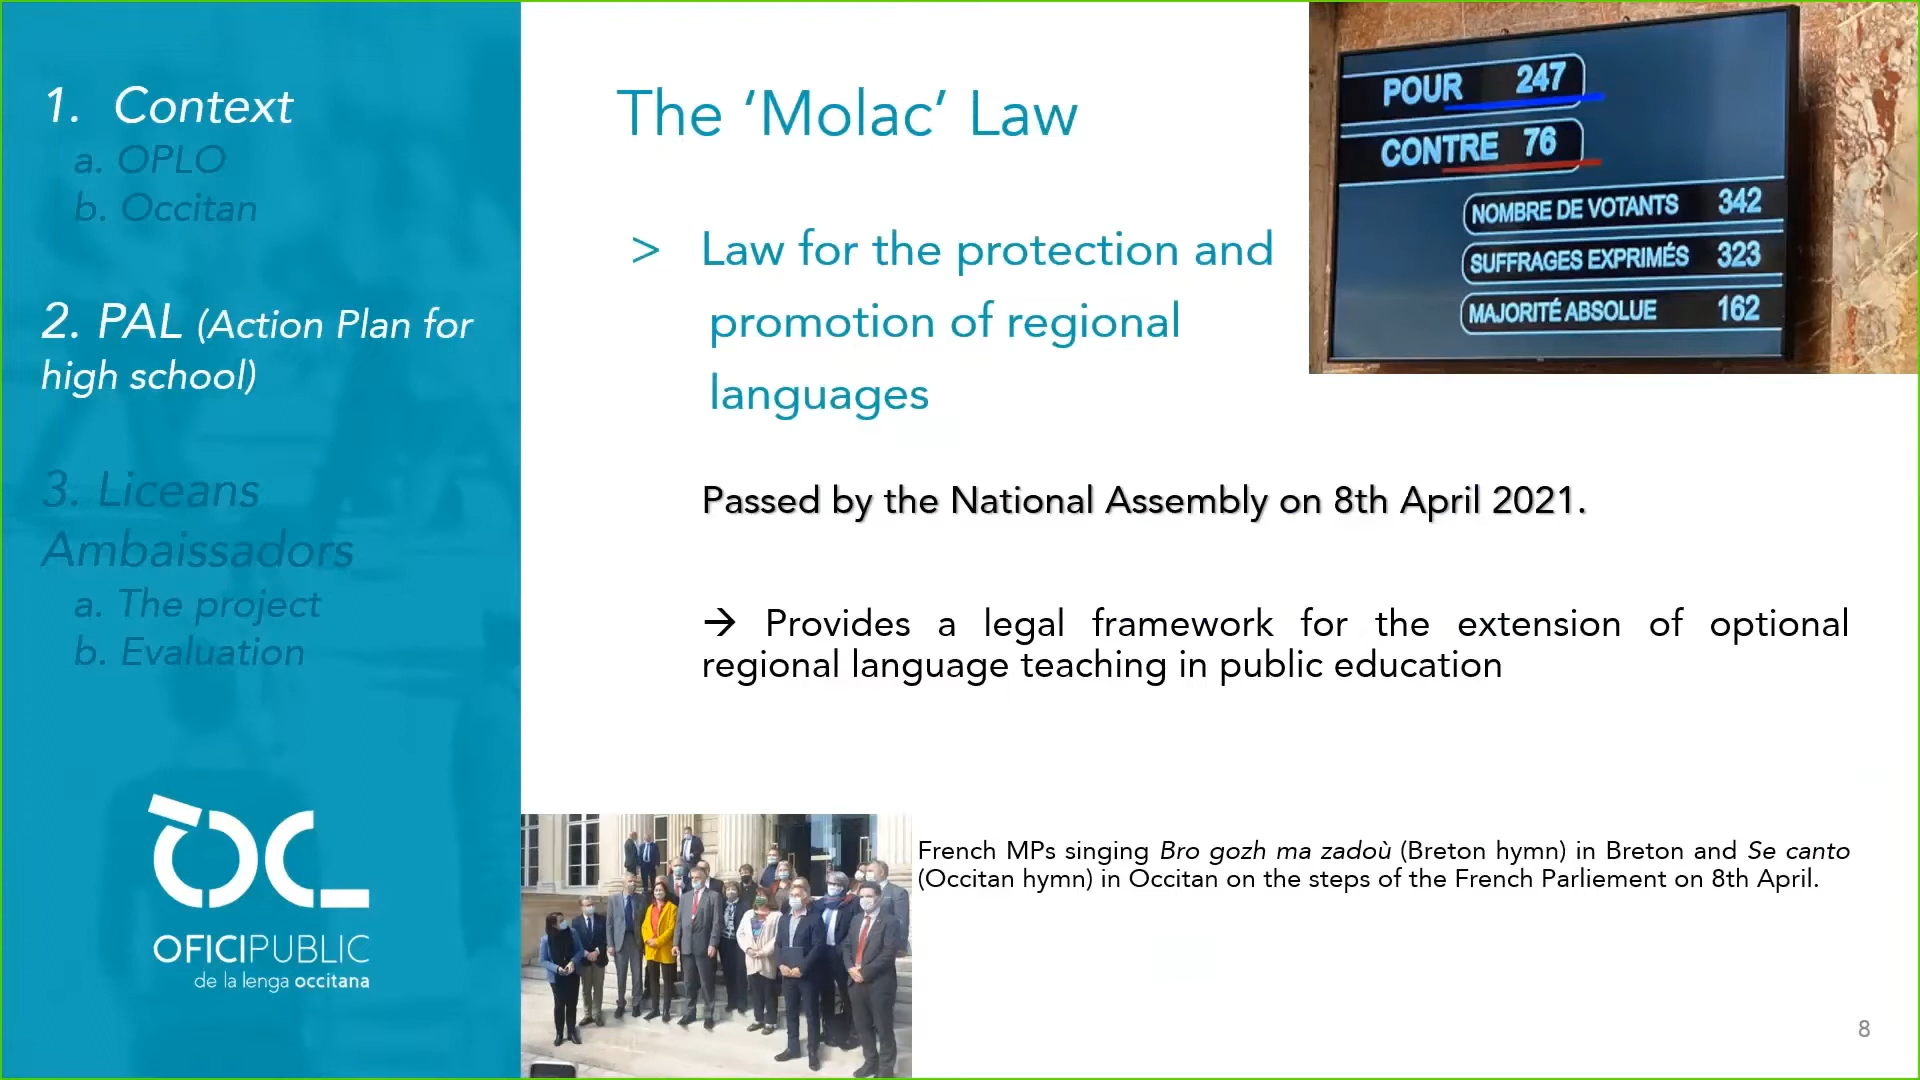 1. Context
a. OPLO
b. Occitan
2. PAL (Action Plan for
high school)
3. Liceans
Ambaissadors
a. The project
b. Evaluation
ÒC
OFICIPUBLIC
de la lenga occitana
The ‘Molac’ Law
> Law for the protection and
promotion of regional
languages
POUR 247
CONTRE 76
NOMBRE DE VOTANTS 342
SUFFRAGES EXPRIMÉS 323
MAJORITÉ ABSOLUE 162
Passed by the National Assembly on 8th April 2021.
→ Provides a legal framework for the extension of optional
regional language teaching in public education
French MPs singing Bro gozh ma zadoù (Breton hymn) in Breton and Se canto
(Occitan hymn) in Occitan on the steps of the French Parliement on 8th April.
8